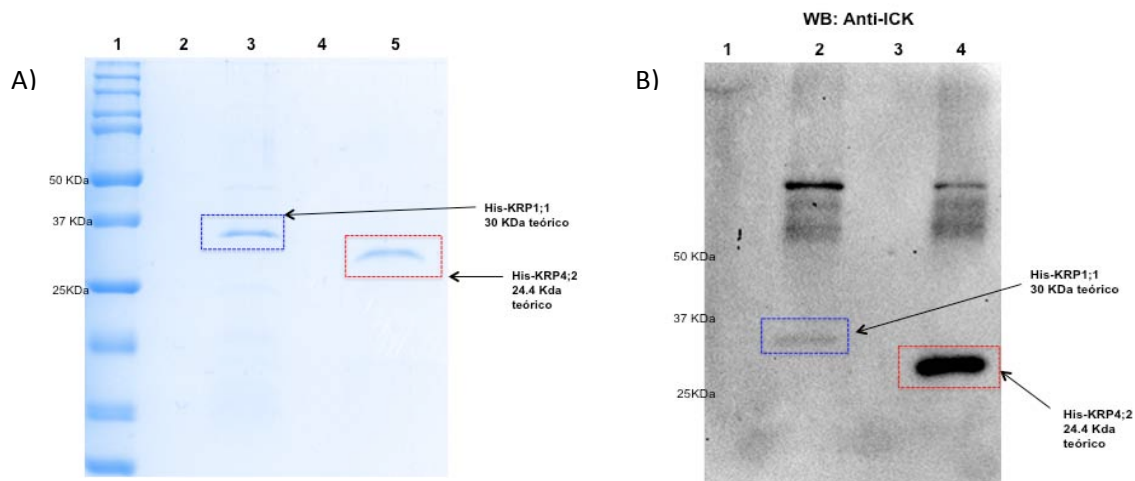 A)
1 2 3 4 5
50 KDa
37 KDa
25KDa
His-KRP1;1
30 KDa teórico
His-KRP4;2
24.4 Kda
teórico
B)
WB: Anti-ICK
1 2 3 4
50 KDa
37 KDa
25KDa
His-KRP1;1
30 KDa teórico
His-KRP4;2
24.4 Kda
teórico